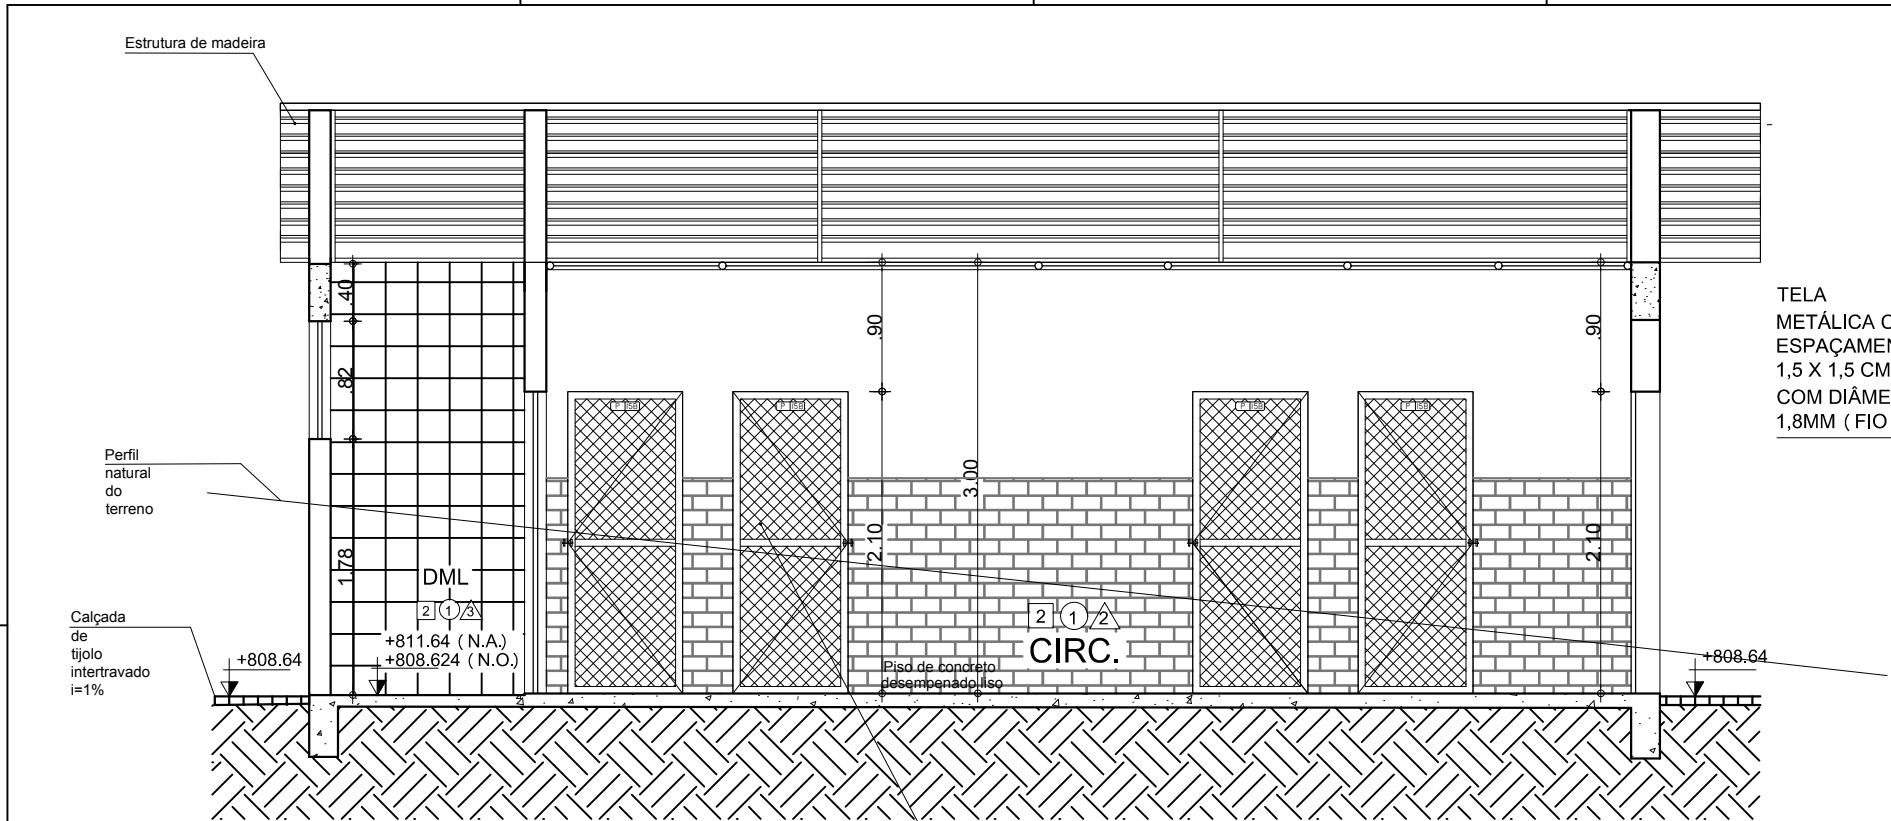 Estrutura de madeira
.40
.82
1.78
.90
3.00
2.10
.90
2.10
TELA
METÁLICA C
ESPAÇAMEN
1,5 X 1,5 CM
COM DIÂME
1,8MM ( FIO
Perfil
natural
do
terreno
DML
2 1 3
+811.64 ( N.A.)
+808.624 ( N.O.)
Calçada
de
tijolo
intertravado
i=1%
+808.64
2 1 2
CIRC.
Piso de concreto
desempenado liso
+808.64